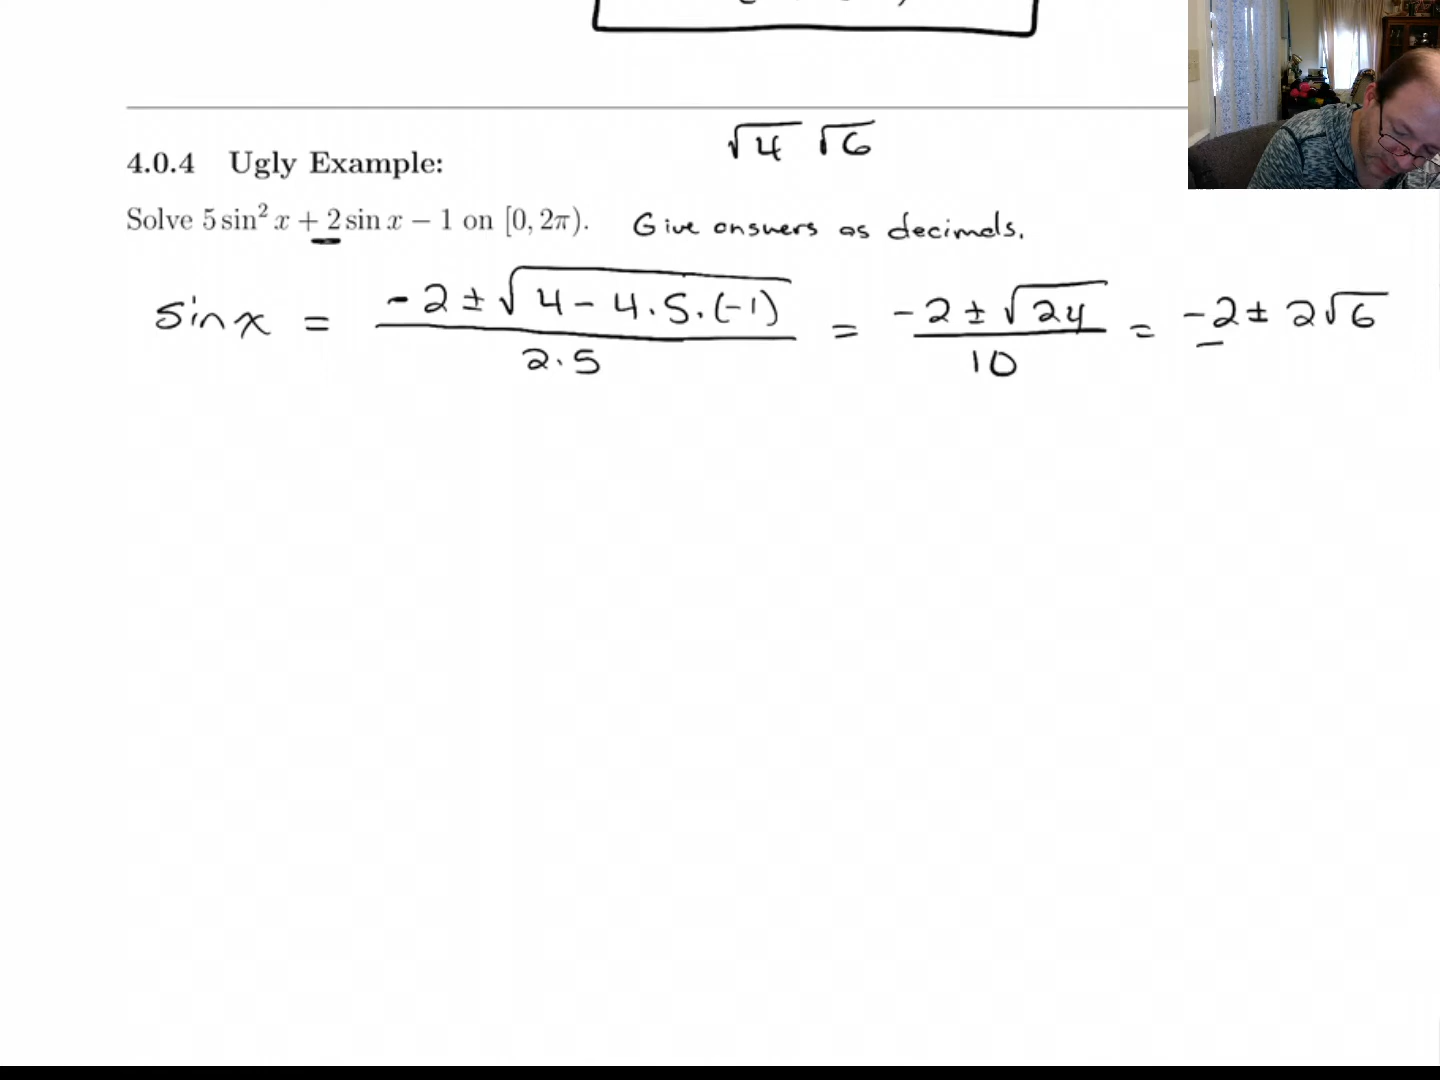 √4 √6
4.0.4 Ugly Example:
Solve 5 sin² x + 2 sin x − 1 on [0, 2π). Give answers as decimals.
sin x = (-2 ± √(4 - 4·5·(-1)))/(2·5) = (-2 ± √24)/10 = -2 ± 2√6